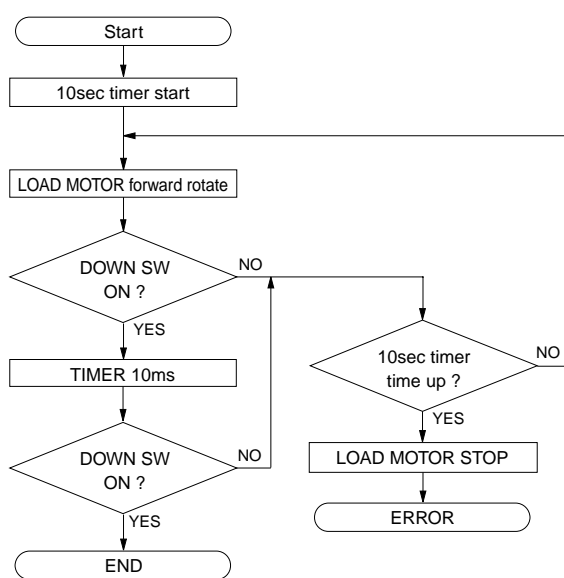 Start
10sec timer start
LOAD MOTOR forward rotate
DOWN SW
ON ?
NO
YES
TIMER 10ms
DOWN SW
ON ?
NO
YES
END
10sec timer
time up ?
NO
YES
LOAD MOTOR STOP
ERROR